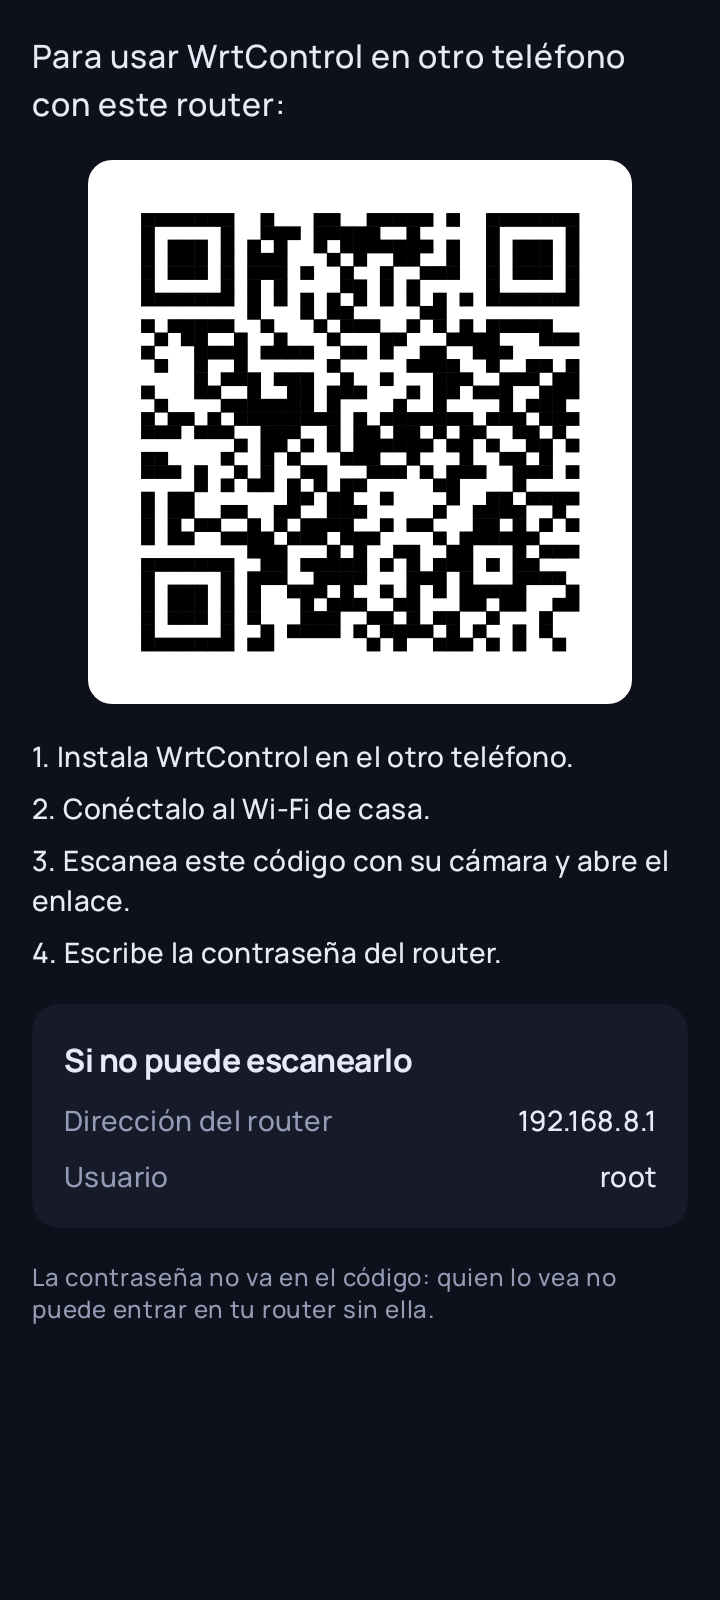 Para usar WrtControl en otro teléfono
con este router:
1. Instala WrtControl en el otro teléfono.
2. Conéctalo al Wi-Fi de casa.
3. Escanea este código con su cámara y abre el
enlace.
4. Escribe la contraseña del router.
Si no puede escanearlo
Dirección del router 192.168.8.1
Usuario root
La contraseña no va en el código: quien lo vea no
puede entrar en tu router sin ella.